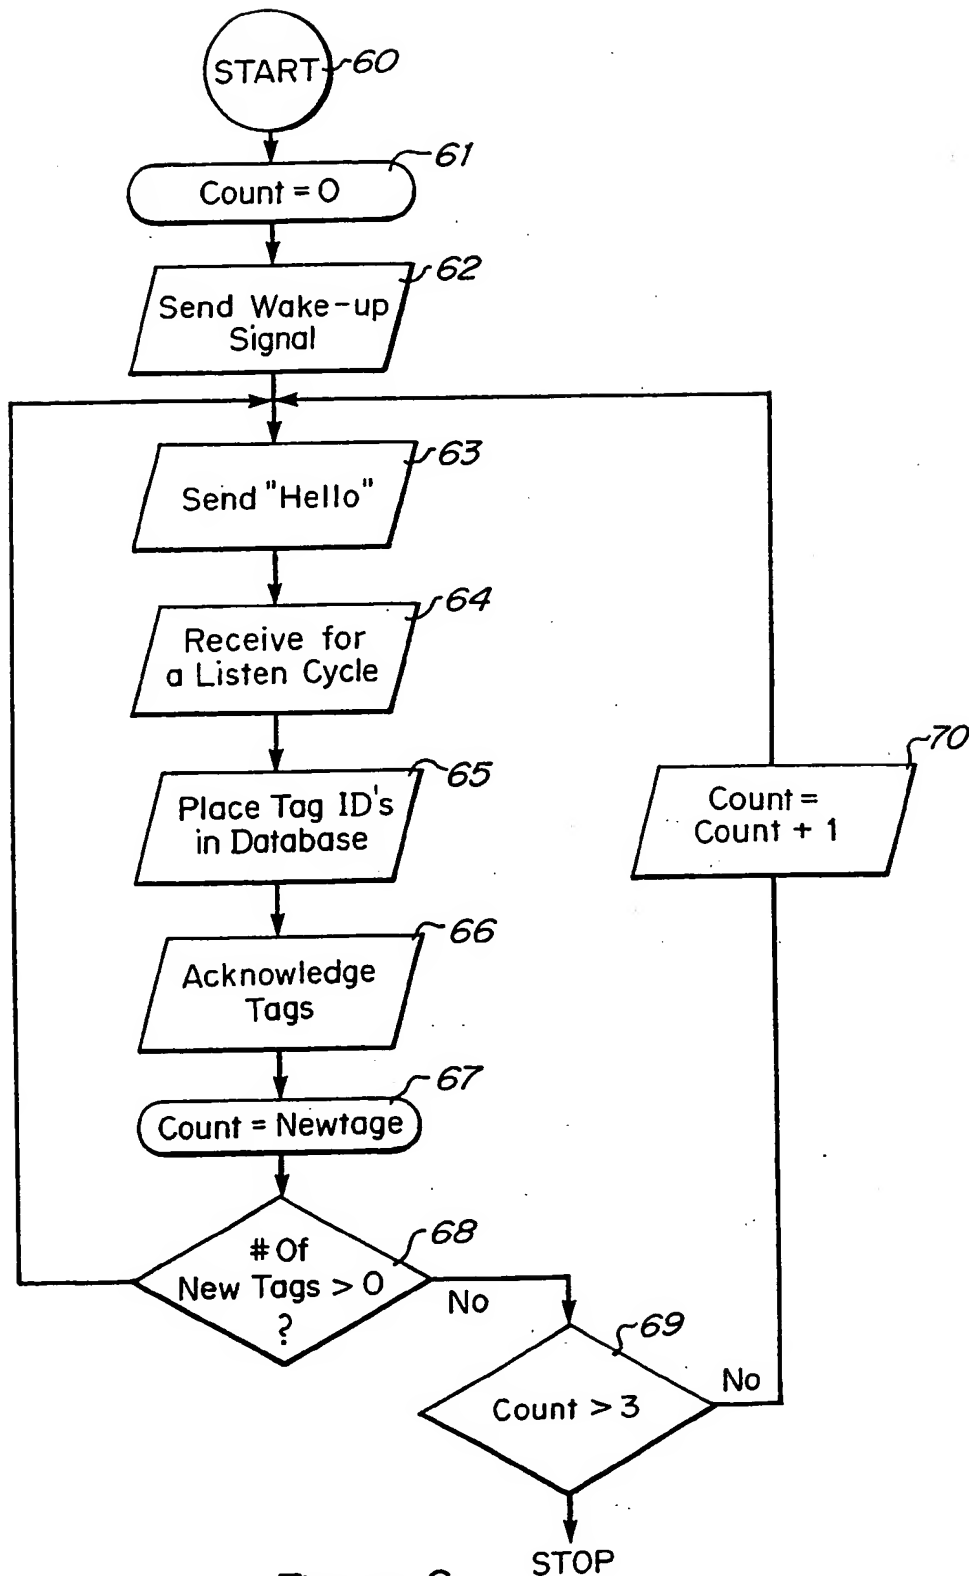 START
60
61
Count = 0
62
Send Wake-up
Signal
63
Send "Hello"
64
Receive for
a Listen Cycle
65
Place Tag ID's
in Database
70
Count =
Count + 1
66
Acknowledge
Tags
67
Count = Newtage
68
# Of
New Tags > 0
?
No
69
Count > 3
No
STOP